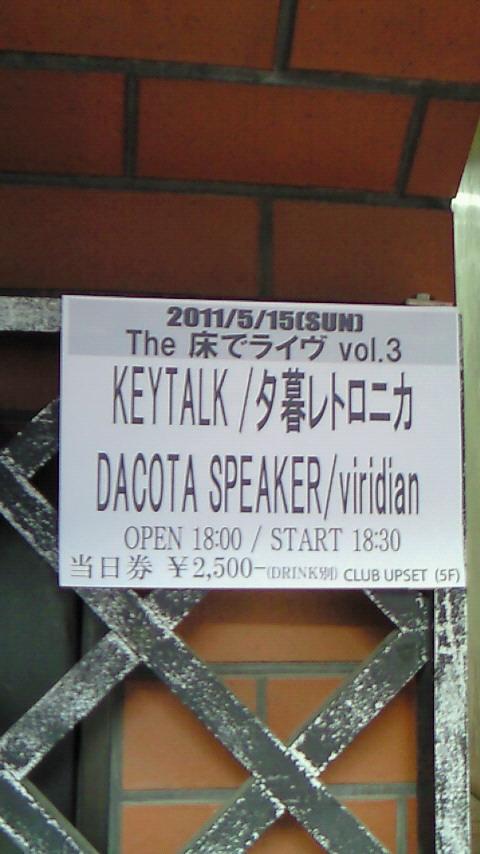 2011/5/15(SUN)
The 床でライヴ vol.3
KEYTALK /夕暮レトロニカ
DACOTA SPEAKER/viridian
OPEN 18:00 / START 18:30
当日券 ¥2,500-(DRINK別) CLUB UPSET (5F)